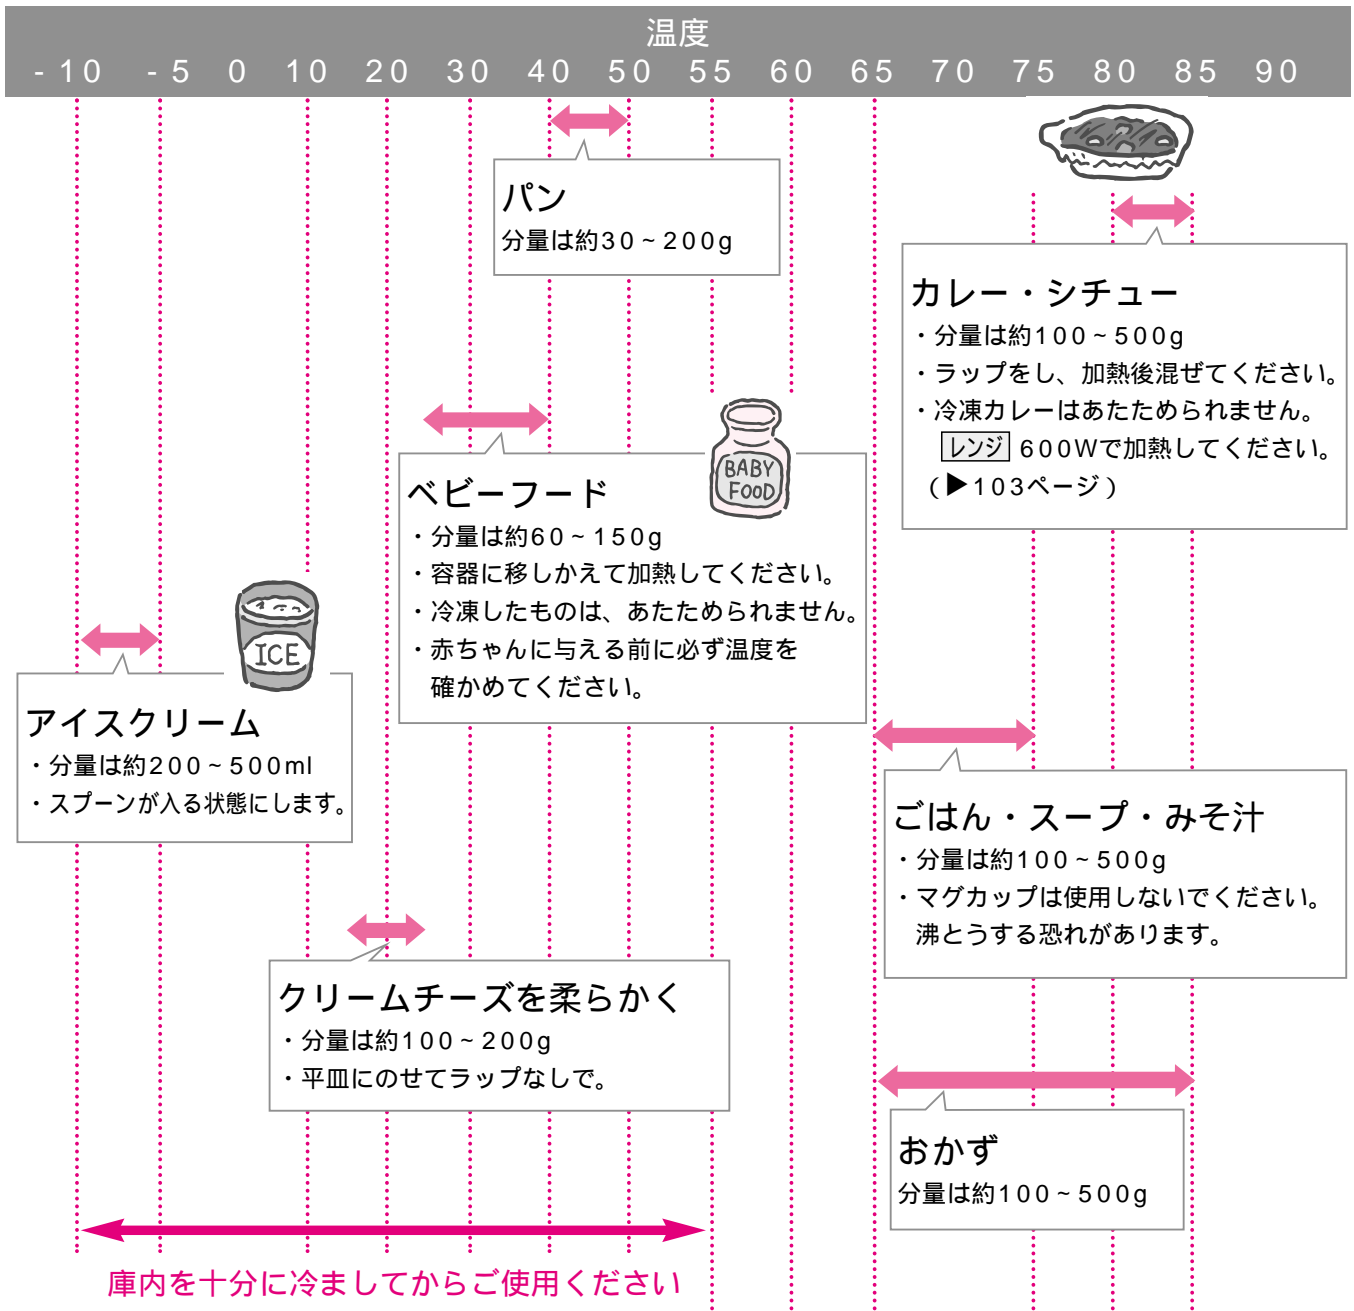 温度
-10 -5 0 10 20 30 40 50 55 60 65 70 75 80 85 90
パン
分量は約30~200g
カレー・シチュー
・分量は約100~500g
・ラップをし、加熱後混ぜてください。
・冷凍カレーはあたためられません。
レンジ 600Wで加熱してください。
(▶103ページ)
BABY
FOOD
ベビーフード
・分量は約60~150g
・容器に移しかえて加熱してください。
・冷凍したものは、あたためられません。
・赤ちゃんに与える前に必ず温度を
確かめてください。
ICE
アイスクリーム
・分量は約200~500ml
・スプーンが入る状態にします。
ごはん・スープ・みそ汁
・分量は約100~500g
・マグカップは使用しないでください。
沸とうする恐れがあります。
クリームチーズを柔らかく
・分量は約100~200g
・平皿にのせてラップなしで。
おかず
分量は約100~500g
庫内を十分に冷ましてからご使用ください